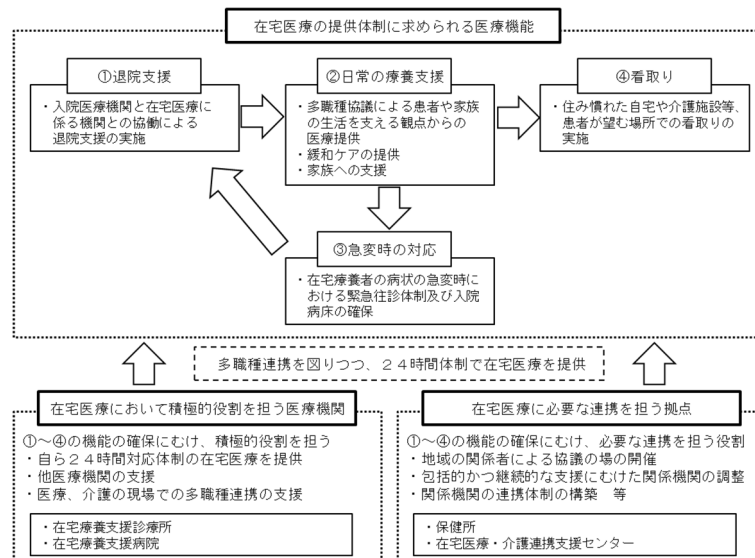 在宅医療の提供体制に求められる医療機能
①退院支援
・入院医療機関と在宅医療に
係る機関との協働による
退院支援の実施
②日常の療養支援
・多職種協議による患者や家族
の生活を支える観点からの
医療提供
・緩和ケアの提供
・家族への支援
④看取り
・住み慣れた自宅や介護施設等、
患者が望む場所での看取りの
実施
③急変時の対応
・在宅療養者の病状の急変時に
おける緊急往診体制及び入院
病床の確保
多職種連携を図りつつ、２４時間体制で在宅医療を提供
在宅医療において積極的役割を担う医療機関
①～④の機能の確保にむけ、積極的役割を担う
・自ら２４時間対応体制の在宅医療を提供
・他医療機関の支援
・医療、介護の現場での多職種連携の支援
・在宅療養支援診療所
・在宅療養支援病院
在宅医療に必要な連携を担う拠点
①～④の機能の確保にむけ、必要な連携を担う役割
・地域の関係者による協議の場の開催
・包括的かつ継続的な支援にむけた関係機関の調整
・関係機関の連携体制の構築　等
・保健所
・在宅医療・介護連携支援センター